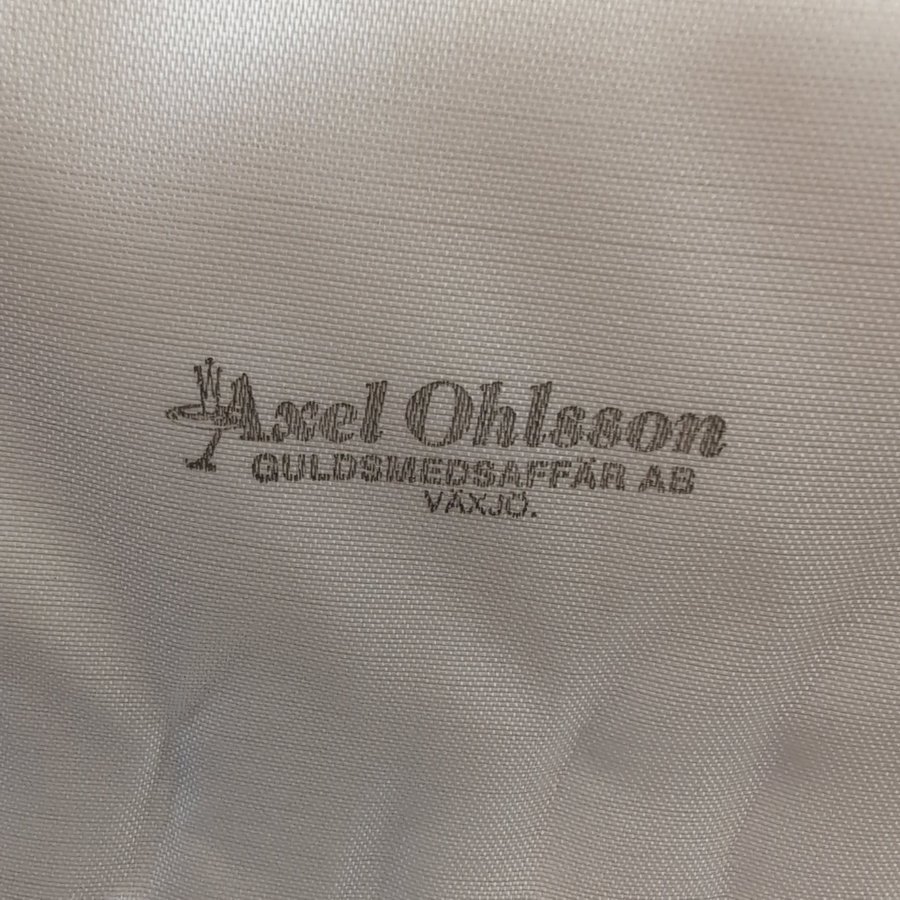 Axel Ohlsson
GULDSMEDSAFFÄR AB
VÄXJÖ.